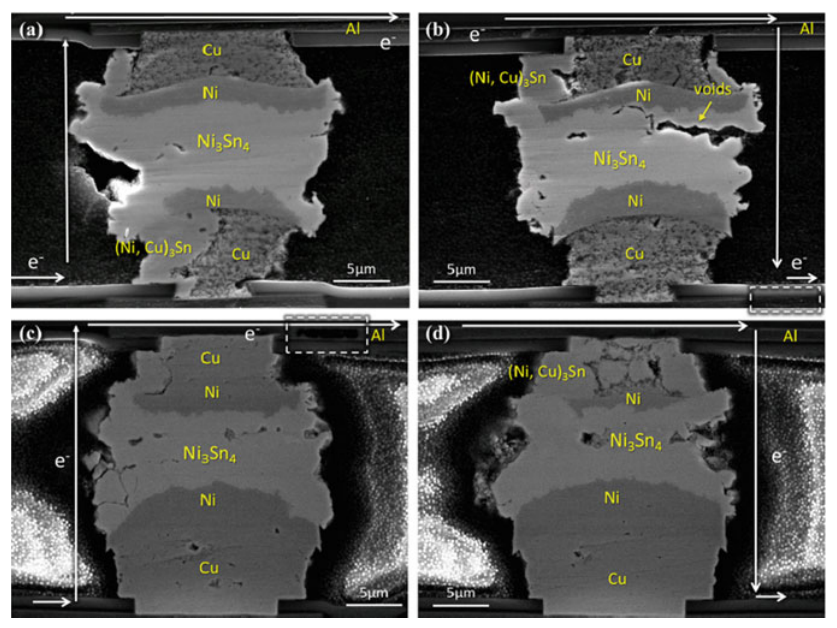 (a)
Al
e-
Cu
Ni
Ni3Sn4
Ni
(Ni, Cu)3Sn
Cu
e-
5μm
(b)
Al
e-
Cu
(Ni, Cu)3Sn
voids
Ni
Ni3Sn4
Ni
Cu
e-
5μm
(c)
e-
Al
Cu
Ni
Ni3Sn4
e-
Ni
Cu
5μm
(d)
Al
(Ni, Cu)3Sn
Ni
Ni3Sn4
e-
Ni
Cu
5μm